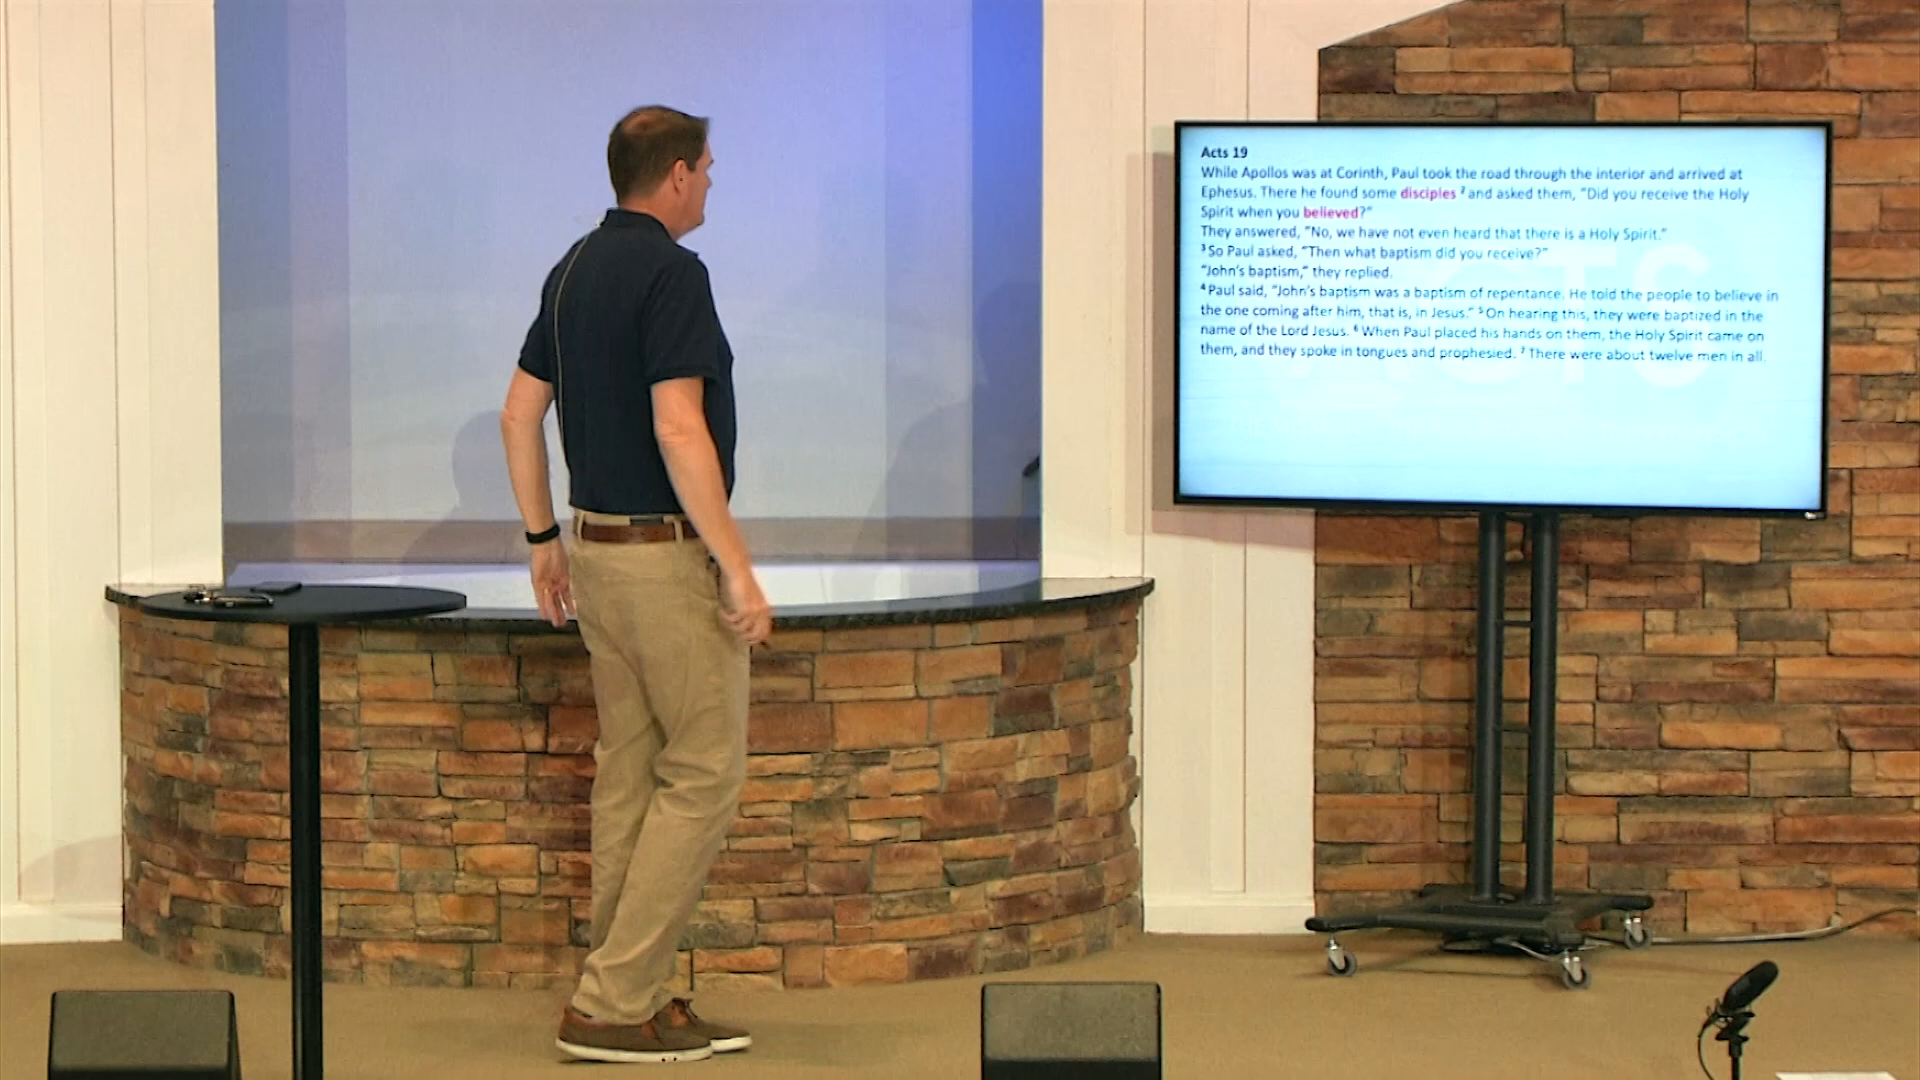 Acts 19
While Apollos was at Corinth, Paul took the road through the interior and arrived at
Ephesus. There he found some disciples ² and asked them, “Did you receive the Holy
Spirit when you believed?”
They answered, “No, we have not even heard that there is a Holy Spirit.”
³ So Paul asked, “Then what baptism did you receive?”
“John’s baptism,” they replied.
⁴ Paul said, “John’s baptism was a baptism of repentance. He told the people to believe in
the one coming after him, that is, in Jesus.” ⁵ On hearing this, they were baptized in the
name of the Lord Jesus. ⁶ When Paul placed his hands on them, the Holy Spirit came on
them, and they spoke in tongues and prophesied. ⁷ There were about twelve men in all.